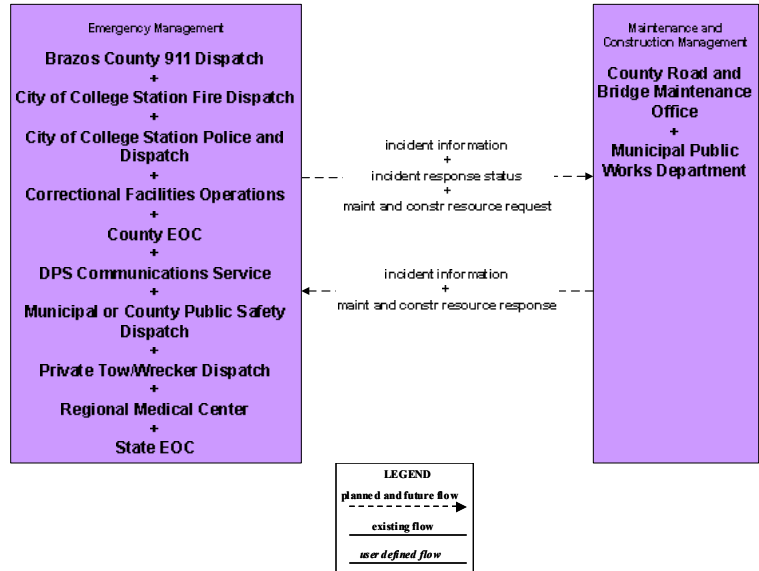 Emergency Management
Brazos County 911 Dispatch
+
City of College Station Fire Dispatch
+
City of College Station Police and
Dispatch
+
Correctional Facilities Operations
+
County EOC
+
DPS Communications Service
+
Municipal or County Public Safety
Dispatch
+
Private Tow/Wrecker Dispatch
+
Regional Medical Center
+
State EOC
incident information
+
incident response status
+
maint and constr resource request
incident information
+
maint and constr resource response
Maintenance and
Construction Management
County Road and
Bridge Maintenance
Office
+
Municipal Public
Works Department
LEGEND
planned and future flow
existing flow
user defined flow